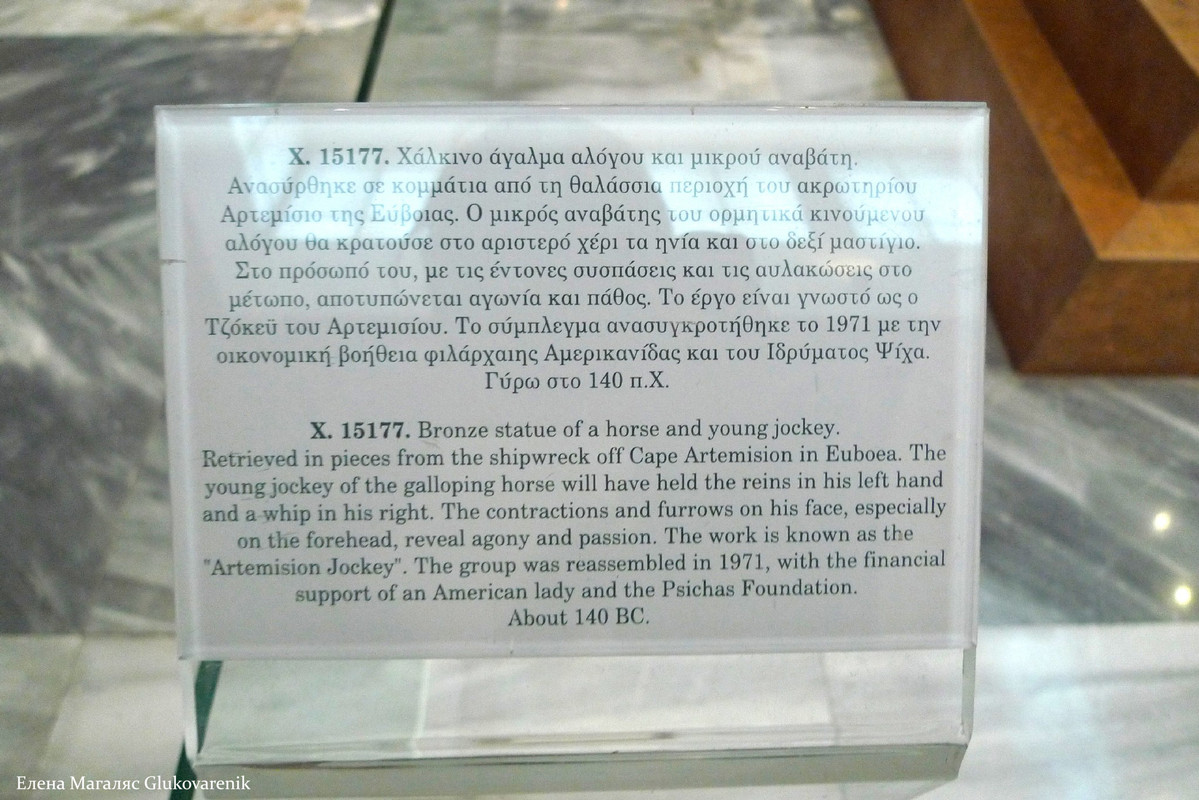 Χ. 15177. Χάλκινο άγαλμα αλόγου και μικρού αναβάτη.
Ανασύρθηκε σε κομμάτια από τη θαλάσσια περιοχή του ακρωτηρίου
Αρτεμίσιο της Εύβοιας. Ο μικρός αναβάτης του ορμητικά κινούμενου
αλόγου θα κρατούσε στο αριστερό χέρι τα ηνία και στο δεξί μαστίγιο.
Στο πρόσωπό του, με τις έντονες συσπάσεις και τις αυλακώσεις στο
μέτωπο, αποτυπώνεται αγωνία και πάθος. Το έργο είναι γνωστό ως ο
Τζόκεϋ του Αρτεμισίου. Το σύμπλεγμα ανασυγκροτήθηκε το 1971 με την
οικονομική βοήθεια φιλάρχαιης Αμερικανίδας και του Ιδρύματος Ψίχα.
Γύρω στο 140 π.Χ.
X. 15177. Bronze statue of a horse and young jockey.
Retrieved in pieces from the shipwreck off Cape Artemision in Euboea. The
young jockey of the galloping horse will have held the reins in his left hand
and a whip in his right. The contractions and furrows on his face, especially
on the forehead, reveal agony and passion. The work is known as the
"Artemision Jockey". The group was reassembled in 1971, with the financial
support of an American lady and the Psichas Foundation.
About 140 BC.
Елена Магаляс Glukovarenik